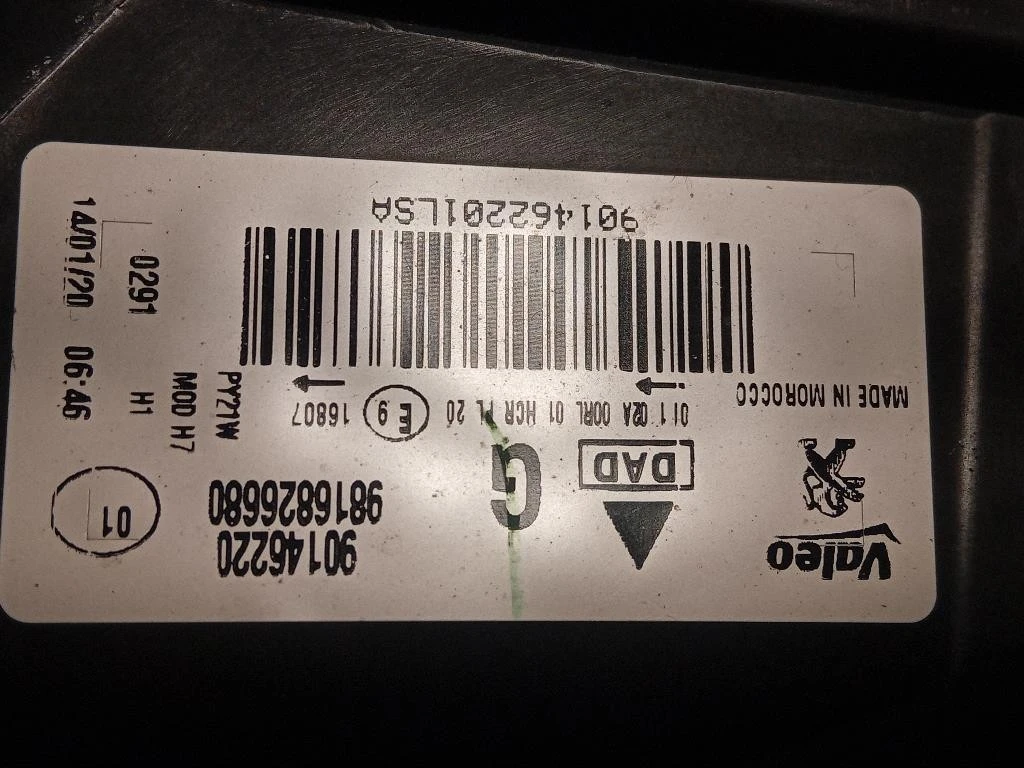 Valeo
DAD
G
90146220
9816826680
01
MADE IN MOROCCO
011 02A 00RL 01 HCR PL 20
E 9
16807
PY21W
MOD H7
H1
901462201LSA
0291
14/01/20 06:46